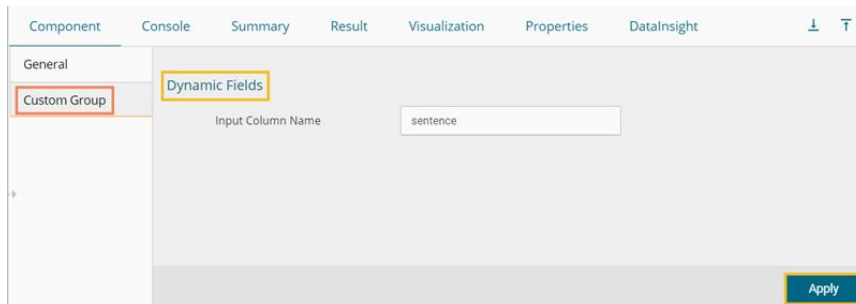 Component Console Summary Result Visualization Properties DataInsight
General
Dynamic Fields
Custom Group
Input Column Name sentence
Apply